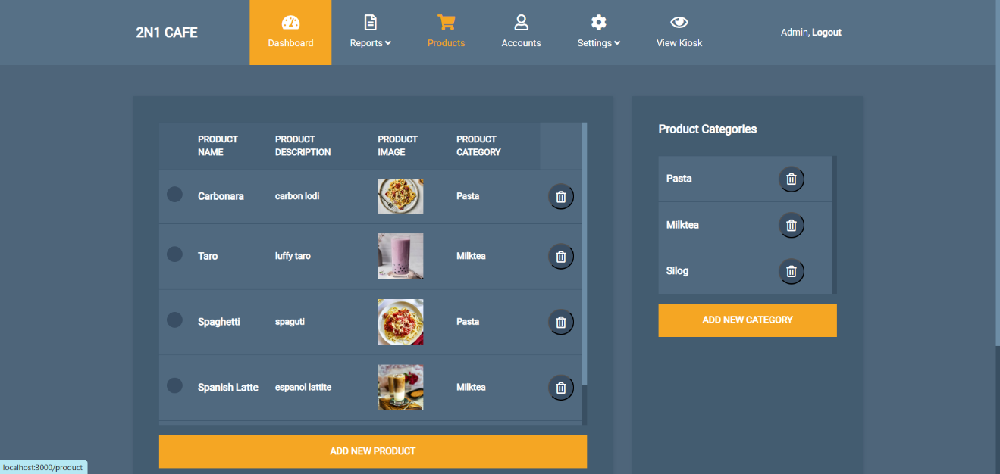 2N1 CAFE
Dashboard
Reports
Products
Accounts
Settings
View Kiosk
Admin, Logout
PRODUCT NAME
PRODUCT DESCRIPTION
PRODUCT IMAGE
PRODUCT CATEGORY
Carbonara
carbon lodi
Pasta
Taro
luffy taro
Milktea
Spaghetti
spaguti
Pasta
Spanish Latte
espanol lattite
Milktea
ADD NEW PRODUCT
Product Categories
Pasta
Milktea
Silog
ADD NEW CATEGORY
localhost:3000/product